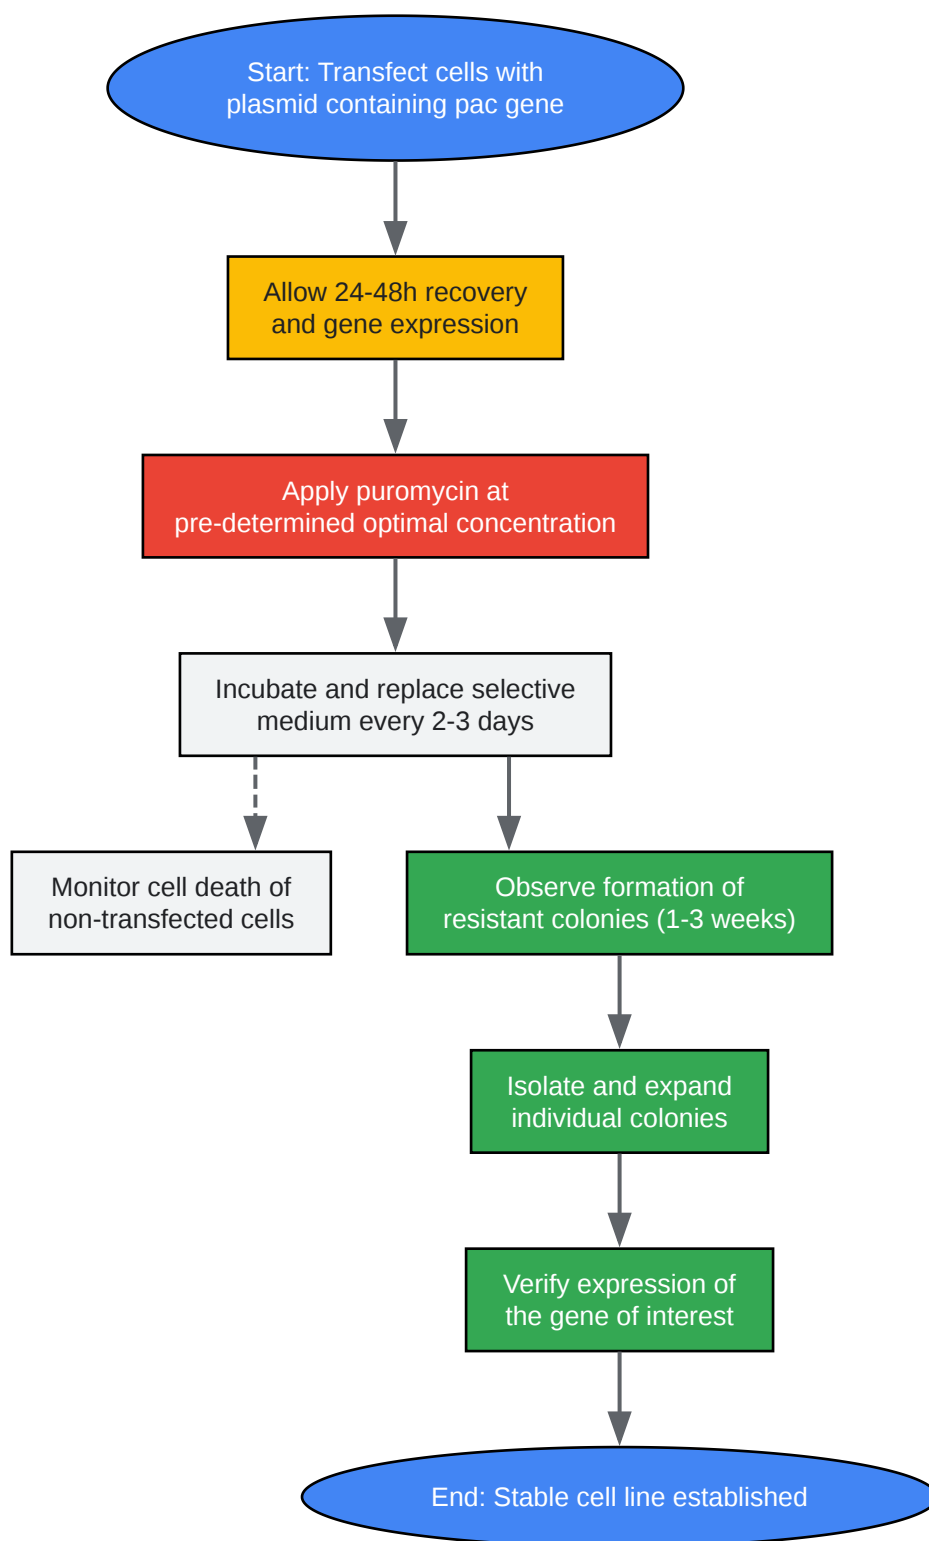 Start: Transfect cells with
plasmid containing pac gene
Allow 24-48h recovery
and gene expression
Apply puromycin at
pre-determined optimal concentration
Incubate and replace selective
medium every 2-3 days
Monitor cell death of
non-transfected cells
Observe formation of
resistant colonies (1-3 weeks)
Isolate and expand
individual colonies
Verify expression of
the gene of interest
End: Stable cell line established